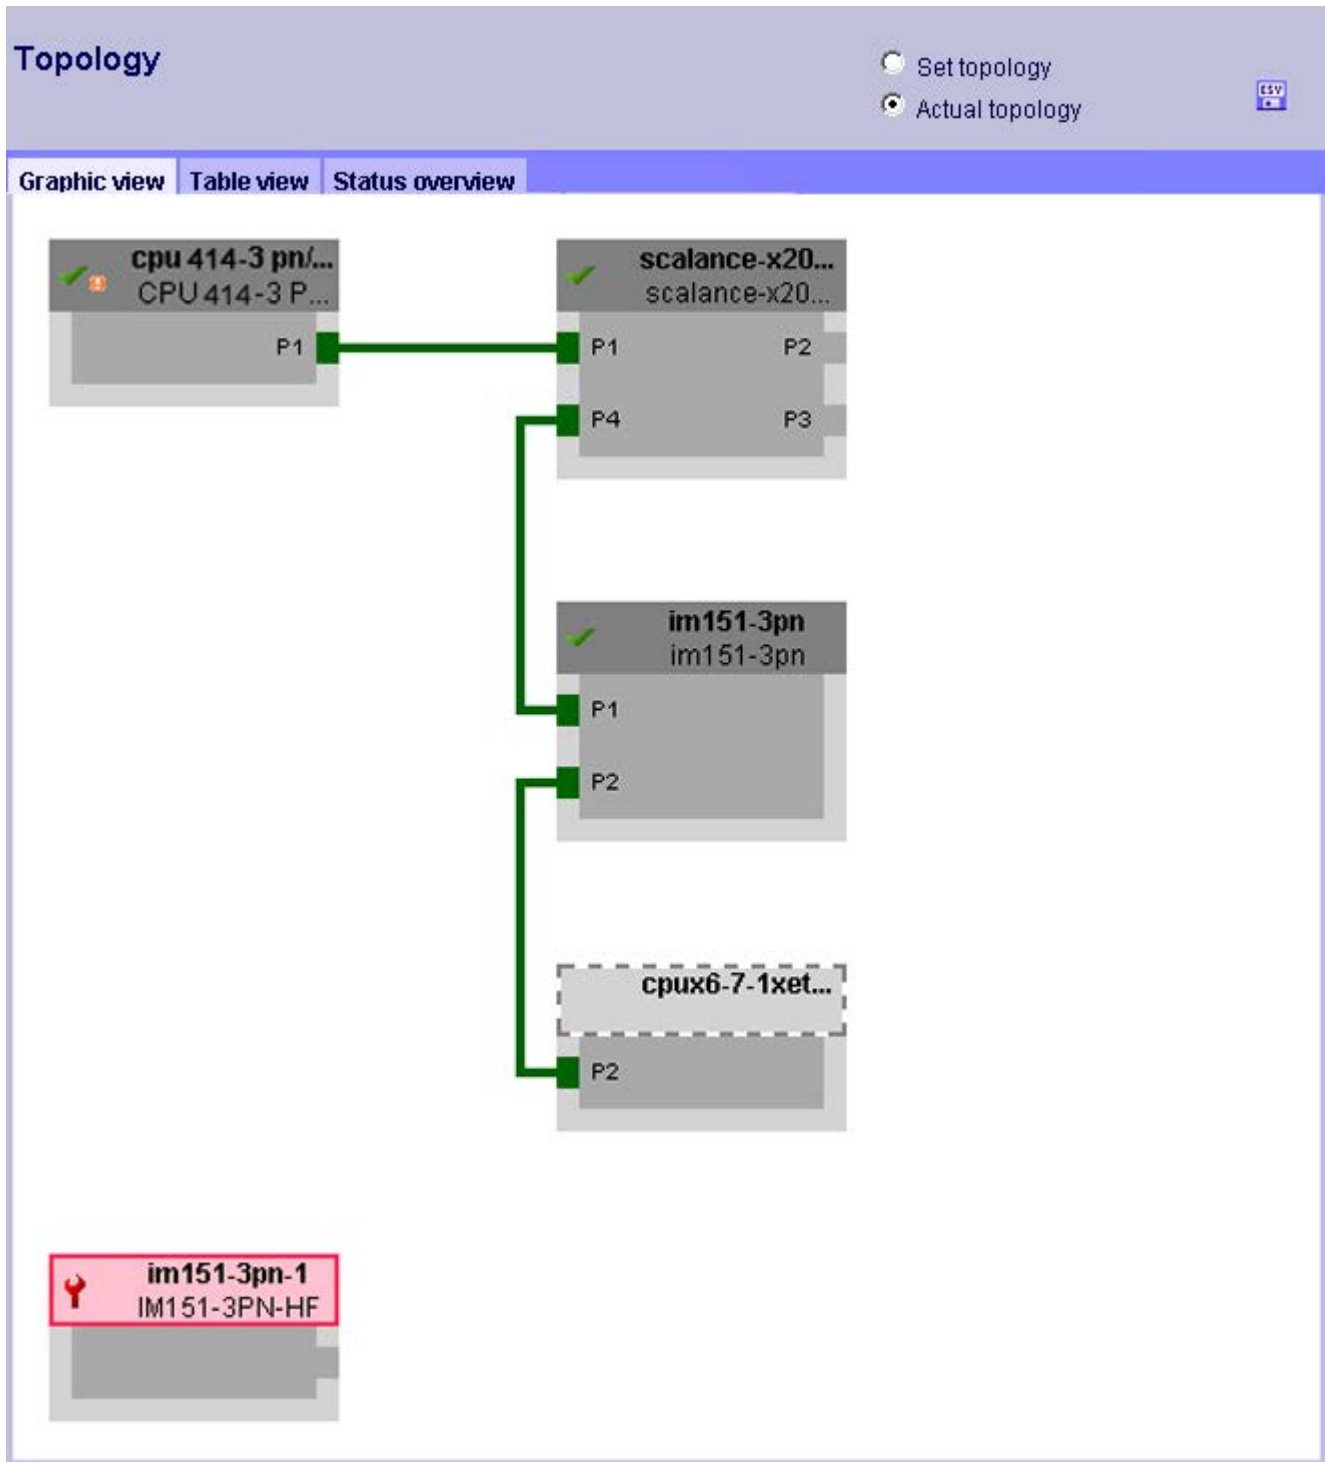 Topology
Set topology
Actual topology
Graphic view Table view Status overview
cpu 414-3 pn/...
CPU 414-3 P...
P1
scalance-x20...
scalance-x20...
P1 P2
P4 P3
im151-3pn
im151-3pn
P1
P2
cpux6-7-1xet...
P2
im151-3pn-1
IM151-3PN-HF